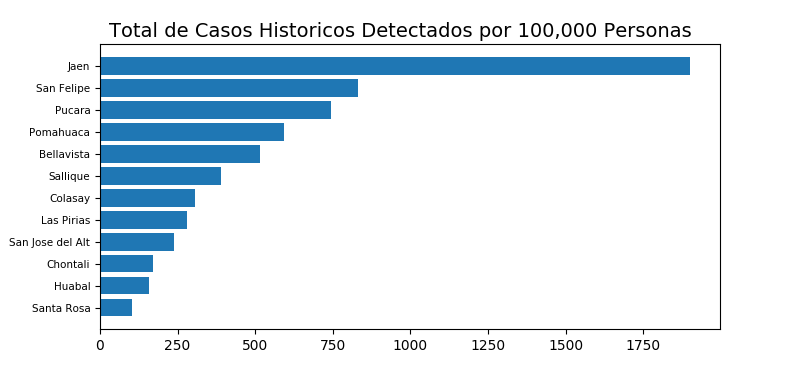 Total de Casos Historicos Detectados por 100,000 Personas
Jaen
San Felipe
Pucara
Pomahuaca
Bellavista
Sallique
Colasay
Las Pirias
San Jose del Alt
Chontali
Huabal
Santa Rosa
0 250 500 750 1000 1250 1500 1750